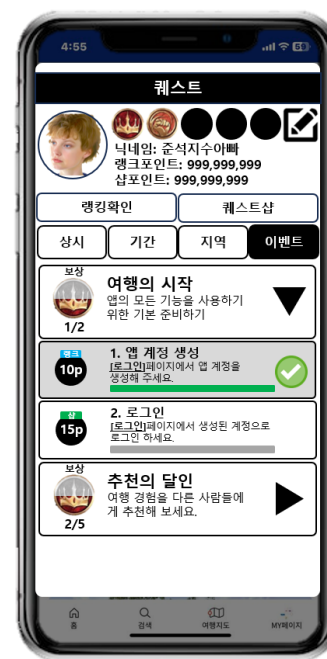 4:55
59
퀘스트
닉네임: 준석지수아빠
랭크포인트: 999,999,999
샵포인트: 999,999,999
랭킹확인 퀘스트샵
상시 기간 지역 이벤트
보상
여행의 시작
앱의 모든 기능을 사용하기
위한 기본 준비하기
1/2
랭크
10p
1. 앱 계정 생성
[로그인]페이지에서 앱 계정을
생성해 주세요.
샵
15p
2. 로그인
[로그인]페이지에서 생성된 계정으로
로그인 하세요.
보상
추천의 달인
여행 경험을 다른 사람들에
게 추천해 보세요.
2/5
홈 검색 여행지도 MY페이지